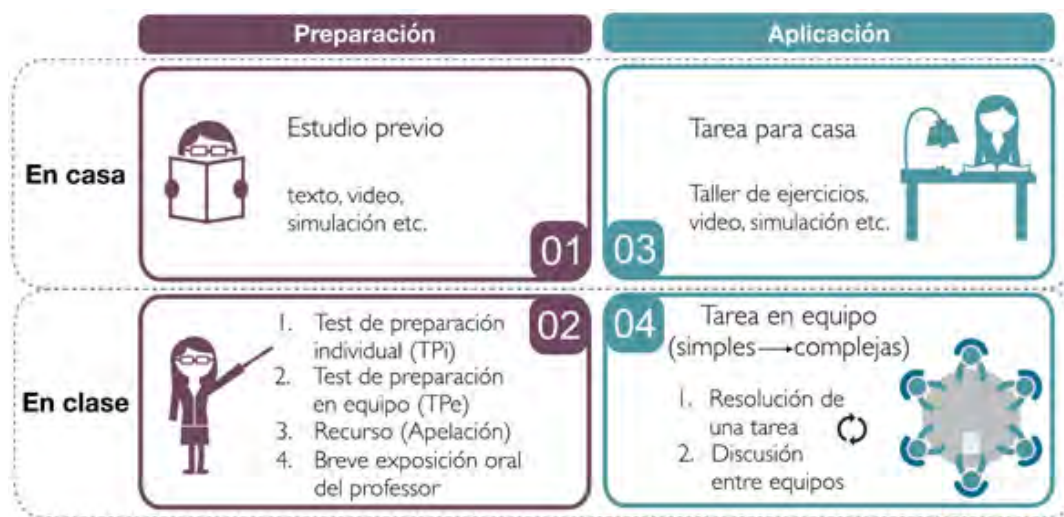 Preparación
Aplicación
En casa
Estudio previo
texto, video,
simulación etc.
01
Tarea para casa
Taller de ejercicios,
video, simulación etc.
03
En clase
1. Test de preparación
individual (TPi)
2. Test de preparación
en equipo (TPe)
3. Recurso (Apelación)
4. Breve exposición oral
del professor
02
04
Tarea en equipo
(simples→complejas)
1. Resolución de
una tarea
2. Discusión
entre equipos